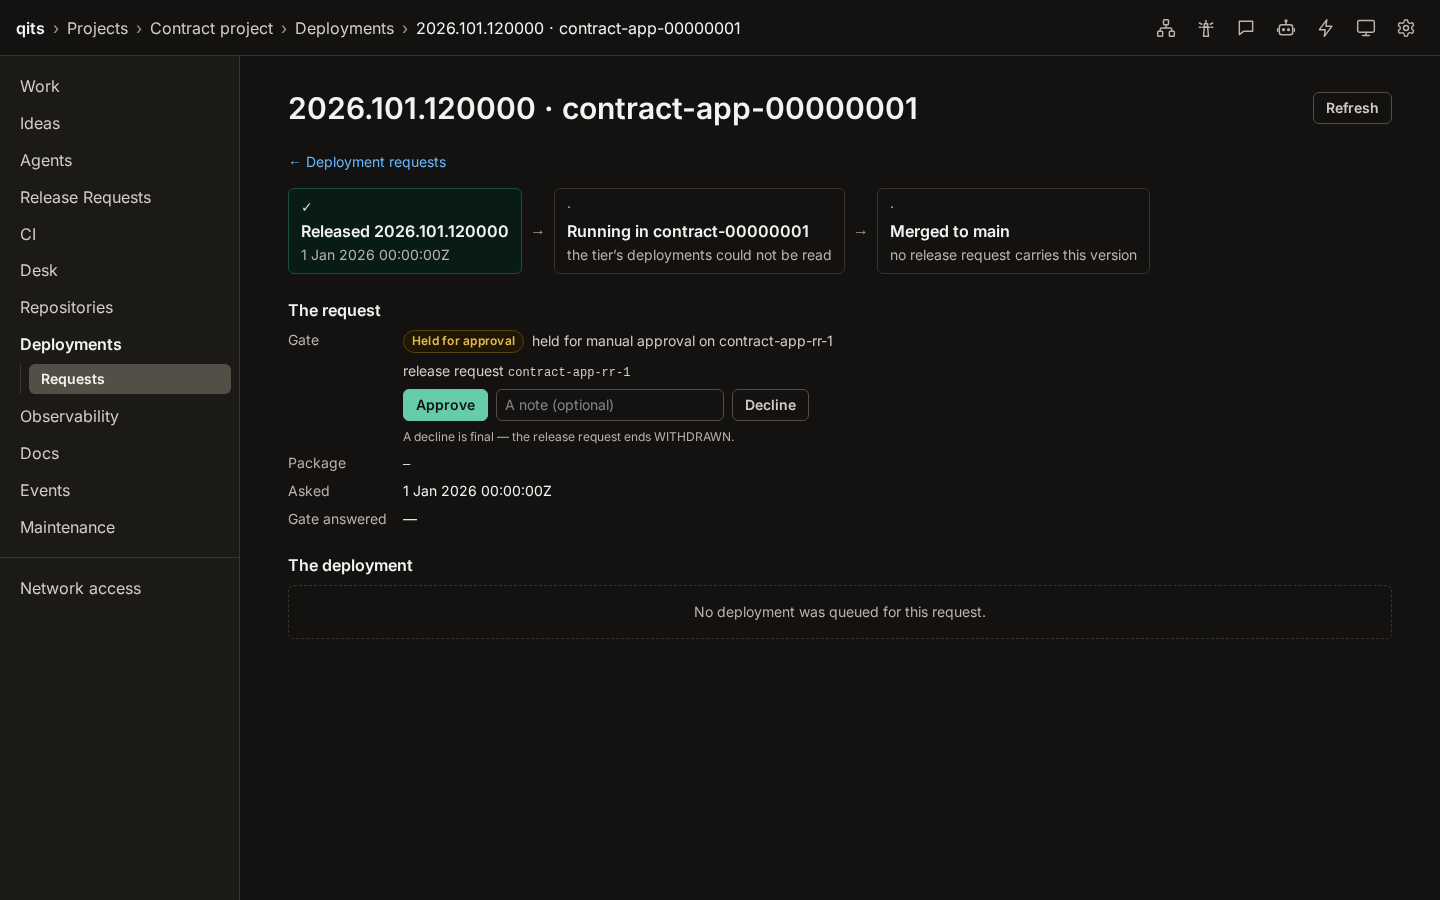 qits › Projects › Contract project › Deployments › 2026.101.120000 · contract-app-00000001
Work
Ideas
Agents
Release Requests
CI
Desk
Repositories
Deployments
Requests
Observability
Docs
Events
Maintenance
Network access
2026.101.120000 · contract-app-00000001
Refresh
← Deployment requests
✓
Released 2026.101.120000
1 Jan 2026 00:00:00Z
→
·
Running in contract-00000001
the tier’s deployments could not be read
→
·
Merged to main
no release request carries this version
The request
Gate
Held for approval held for manual approval on contract-app-rr-1
release request contract-app-rr-1
Approve A note (optional) Decline
A decline is final — the release request ends WITHDRAWN.
Package –
Asked 1 Jan 2026 00:00:00Z
Gate answered —
The deployment
No deployment was queued for this request.